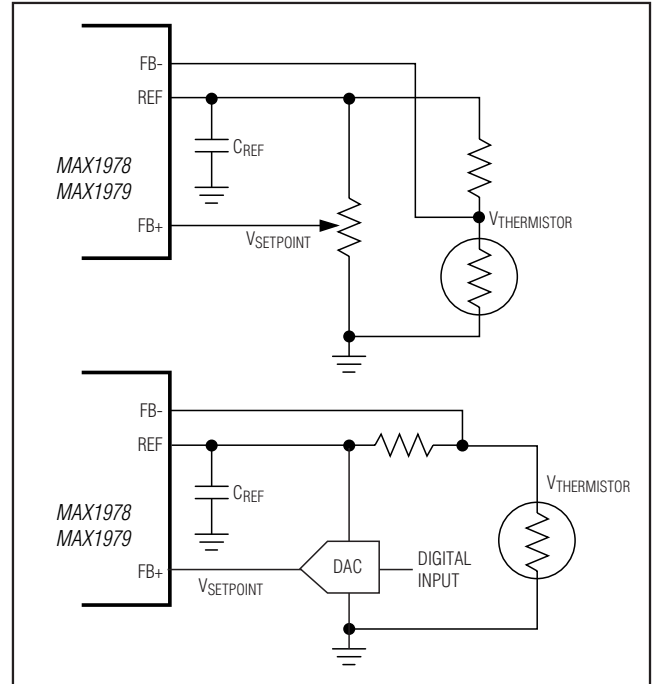 FB-
REF
CREF
MAX1978
MAX1979
VTHERMISTOR
FB+
VSETPOINT
FB-
REF
VTHERMISTOR
CREF
MAX1978
MAX1979
FB+
VSETPOINT
DAC
DIGITAL
INPUT